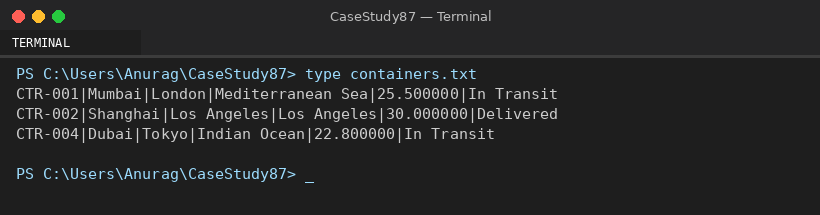 CaseStudy87 — Terminal
TERMINAL
PS C:\Users\Anurag\CaseStudy87> type containers.txt
CTR-001|Mumbai|London|Mediterranean Sea|25.500000|In Transit
CTR-002|Shanghai|Los Angeles|Los Angeles|30.000000|Delivered
CTR-004|Dubai|Tokyo|Indian Ocean|22.800000|In Transit
PS C:\Users\Anurag\CaseStudy87> _